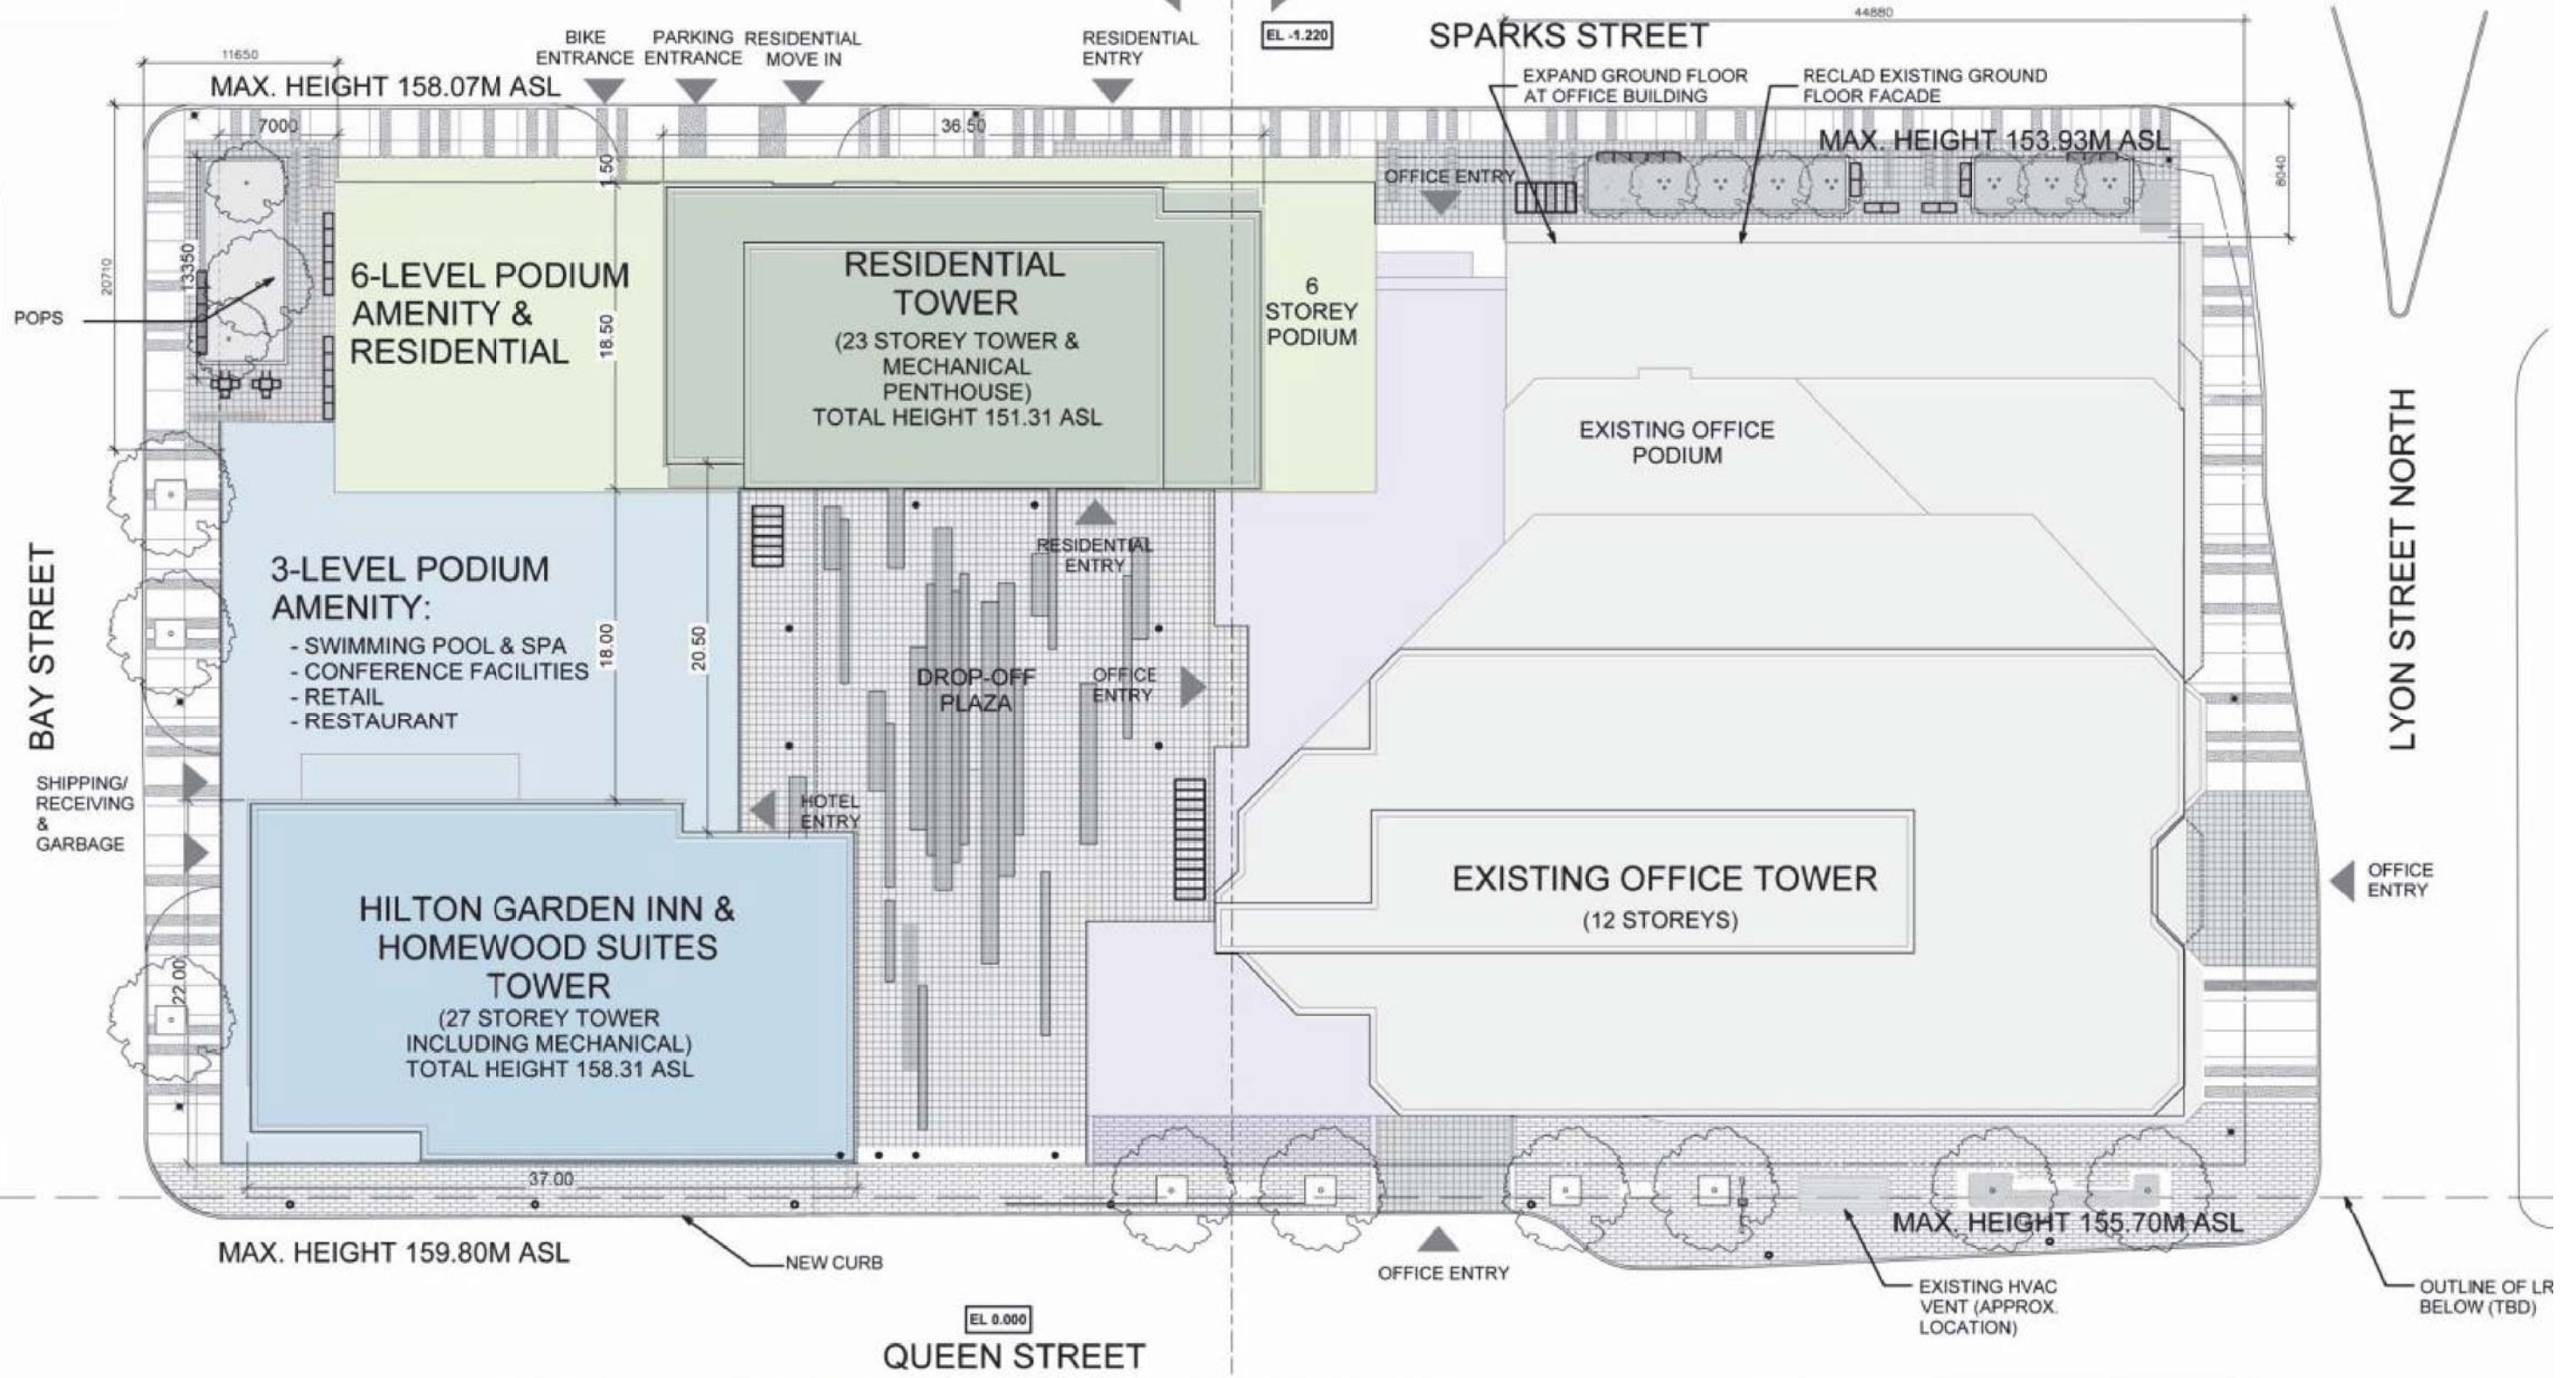 44880
SPARKS STREET
EL -1.220
BIKE
ENTRANCE
PARKING
ENTRANCE
RESIDENTIAL
MOVE IN
RESIDENTIAL
ENTRY
11650
MAX. HEIGHT 158.07M ASL
EXPAND GROUND FLOOR
AT OFFICE BUILDING
RECLAD EXISTING GROUND
FLOOR FACADE
7000
36.50
MAX. HEIGHT 153.93M ASL
1.50
OFFICE ENTRY
8040
20710
13350
POPS
6-LEVEL PODIUM
AMENITY &
RESIDENTIAL
18.50
RESIDENTIAL
TOWER
(23 STOREY TOWER &
MECHANICAL
PENTHOUSE)
TOTAL HEIGHT 151.31 ASL
6
STOREY
PODIUM
EXISTING OFFICE
PODIUM
LYON STREET NORTH
BAY STREET
3-LEVEL PODIUM
AMENITY:
- SWIMMING POOL & SPA
- CONFERENCE FACILITIES
- RETAIL
- RESTAURANT
18.00
20.50
RESIDENTIAL
ENTRY
DROP-OFF
PLAZA
OFFICE
ENTRY
SHIPPING/
RECEIVING
&
GARBAGE
HOTEL
ENTRY
EXISTING OFFICE TOWER
(12 STOREYS)
OFFICE
ENTRY
HILTON GARDEN INN &
HOMEWOOD SUITES
TOWER
(27 STOREY TOWER
INCLUDING MECHANICAL)
TOTAL HEIGHT 158.31 ASL
22.00
37.00
MAX. HEIGHT 159.80M ASL
NEW CURB
OFFICE ENTRY
MAX. HEIGHT 155.70M ASL
EXISTING HVAC
VENT (APPROX.
LOCATION)
OUTLINE OF LR
BELOW (TBD)
EL 0.000
QUEEN STREET